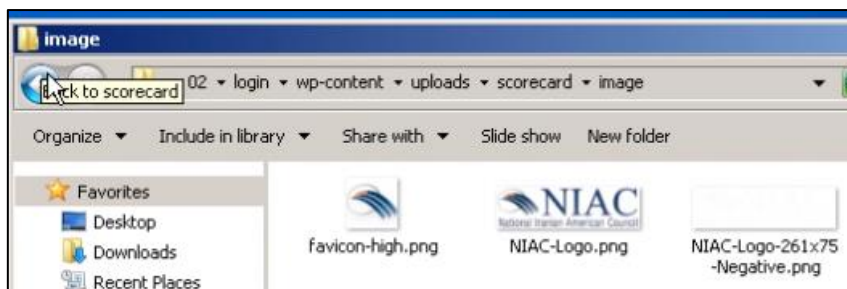 image
02 ▾ login ▾ wp-content ▾ uploads ▾ scorecard ▾ image
Back to scorecard
Organize ▾ Include in library ▾ Share with ▾ Slide show New folder
Favorites
Desktop
Downloads
Recent Places
NIAC
National Iranian American Council
favicon-high.png
NIAC-Logo.png
NIAC-Logo-261x75
-Negative.png